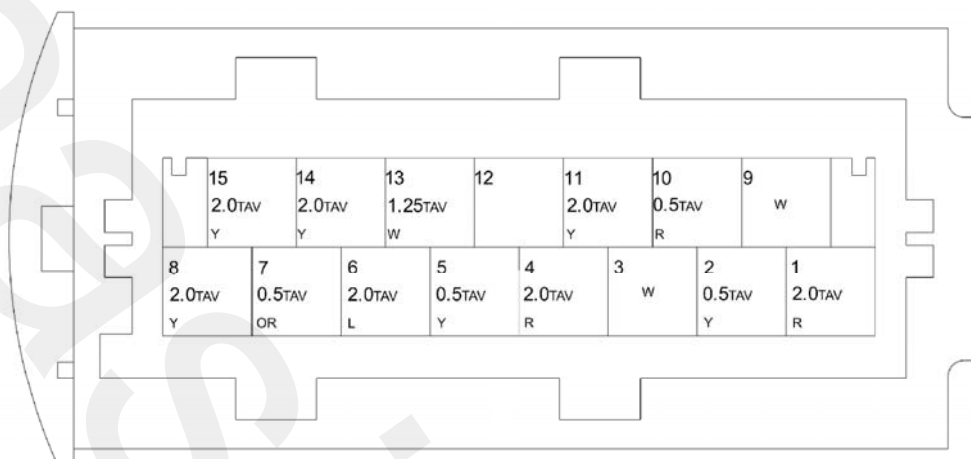 15 14 13 12 11 10 9
2.0TAV 2.0TAV 1.25TAV 2.0TAV 0.5TAV W
Y Y W Y R
8 7 6 5 4 3 2 1
2.0TAV 0.5TAV 2.0TAV 0.5TAV 2.0TAV W 0.5TAV 2.0TAV
Y OR L Y R Y R